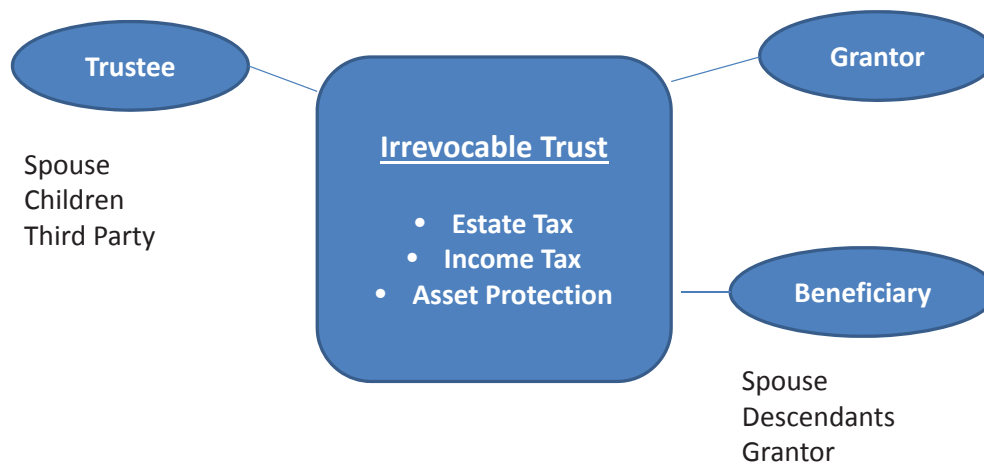 Trustee
Spouse
Children
Third Party
Irrevocable Trust
• Estate Tax
• Income Tax
• Asset Protection
Grantor
Beneficiary
Spouse
Descendants
Grantor